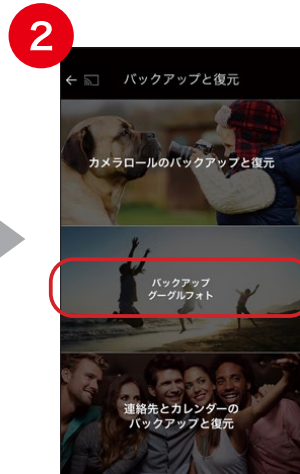 2
バックアップと復元
カメラロールのバックアップと復元
バックアップ
グーグルフォト
連絡先とカレンダーの
バックアップと復元